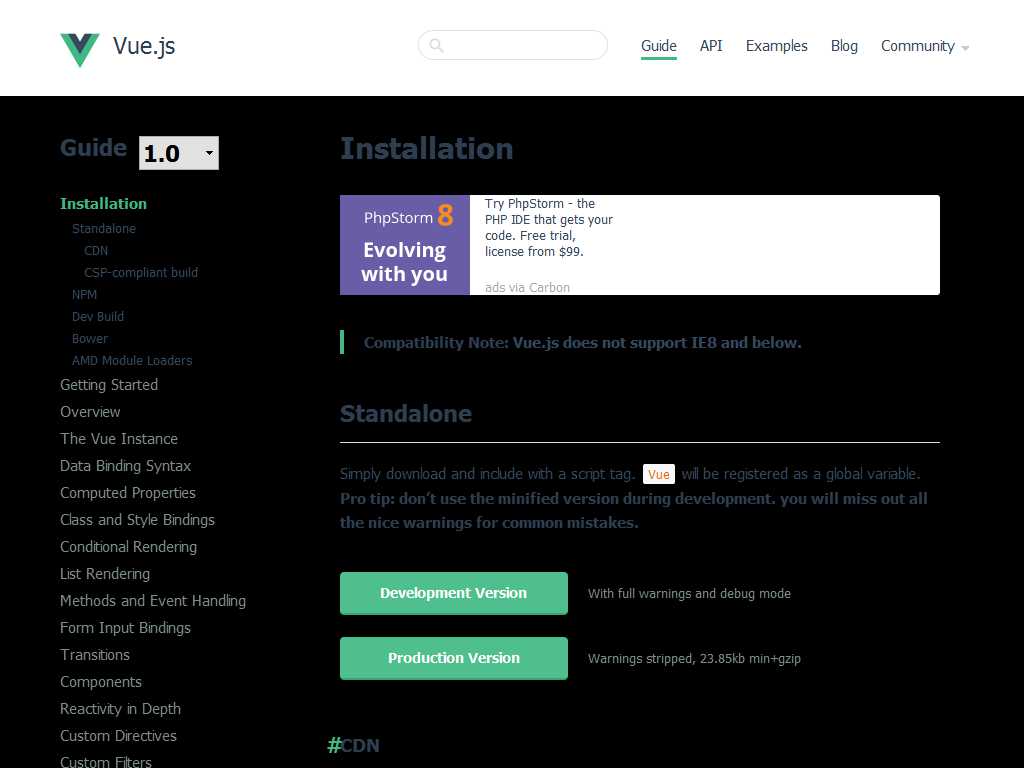 Vue.js
Guide
API
Examples
Blog
Community
Guide
1.0
Installation
Standalone
CDN
CSP-compliant build
NPM
Dev Build
Bower
AMD Module Loaders
Getting Started
Overview
The Vue Instance
Data Binding Syntax
Computed Properties
Class and Style Bindings
Conditional Rendering
List Rendering
Methods and Event Handling
Form Input Bindings
Transitions
Components
Reactivity in Depth
Custom Directives
Custom Filters
Installation
PhpStorm 8
Evolving
with you
Try PhpStorm - the
PHP IDE that gets your
code. Free trial,
license from $99.
ads via Carbon
Compatibility Note: Vue.js does not support IE8 and below.
Standalone
Simply download and include with a script tag. Vue will be registered as a global variable.
Pro tip: don’t use the minified version during development. you will miss out all
the nice warnings for common mistakes.
Development Version
With full warnings and debug mode
Production Version
Warnings stripped, 23.85kb min+gzip
#CDN